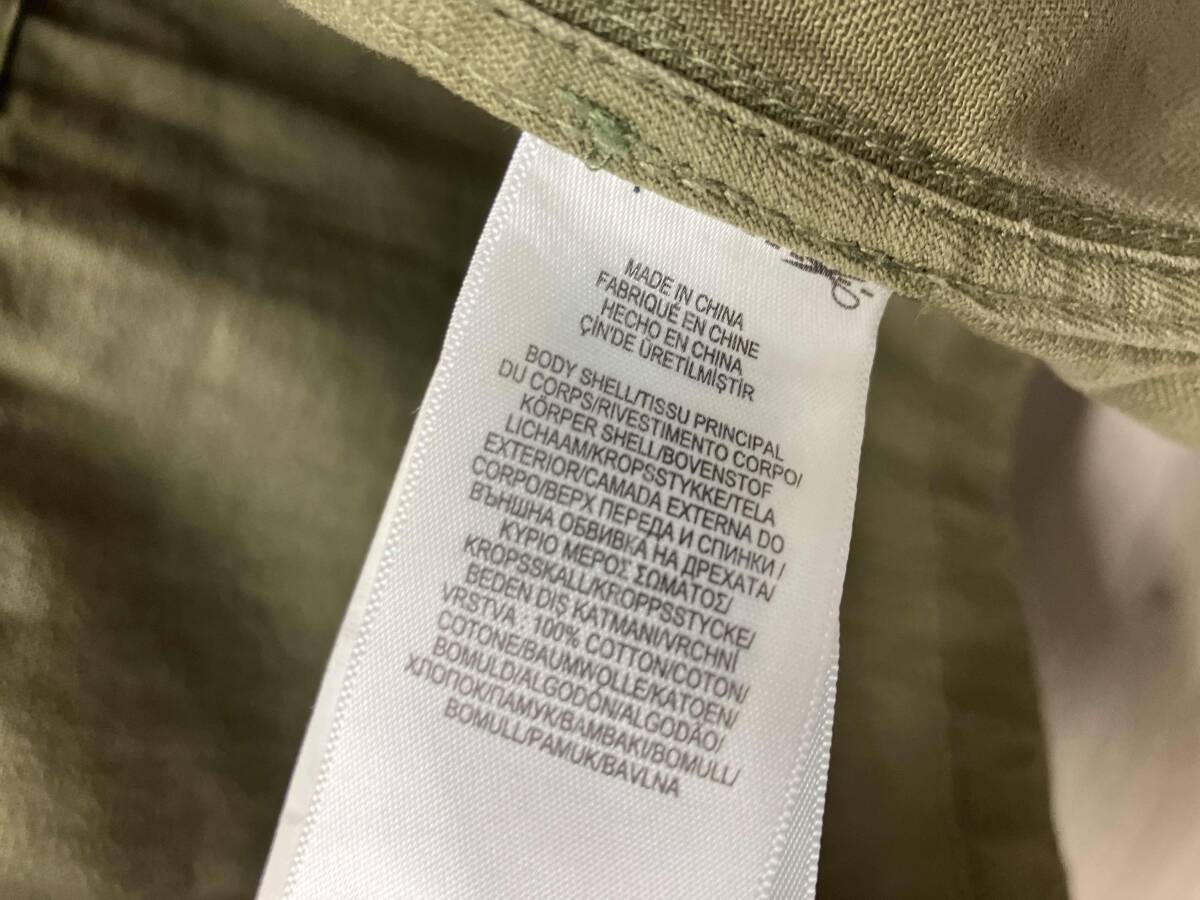 MADE IN CHINA
FABRIQUÉ EN CHINE
HECHO EN CHINA
ÇİN'DE ÜRETİLMİŞTİR
BODY SHELL/TISSU PRINCIPAL
DU CORPS/RIVESTIMENTO CORPO/
KÖRPER SHELL/BOVENSTOF
LICHAAM/KROPSSTYKKE/TELA
EXTERIOR/CAMADA EXTERNA DO
CORPO/ВЕРХ ПЕРЕДА И СПИНКИ /
ВЪНШНА ОБВИВКА НА ДРЕХАТА/
ΚΥΡΙΟ ΜΕΡΟΣ ΣΩΜΑΤΟΣ/
KROPSSKALL/KROPPSSTYCKE/
BEDEN DIŞ KATMANI/VRCHNÍ
VRSTVA : 100% COTTON/COTON/
COTONE/BAUMWOLLE/KATOEN/
BOMULD/ALGODÓN/ALGODÃO/
ХЛОПОК/ПАМУК/ΒΑΜΒΑΚΙ/BOMULL/
BOMULL/PAMUK/BAVLNA